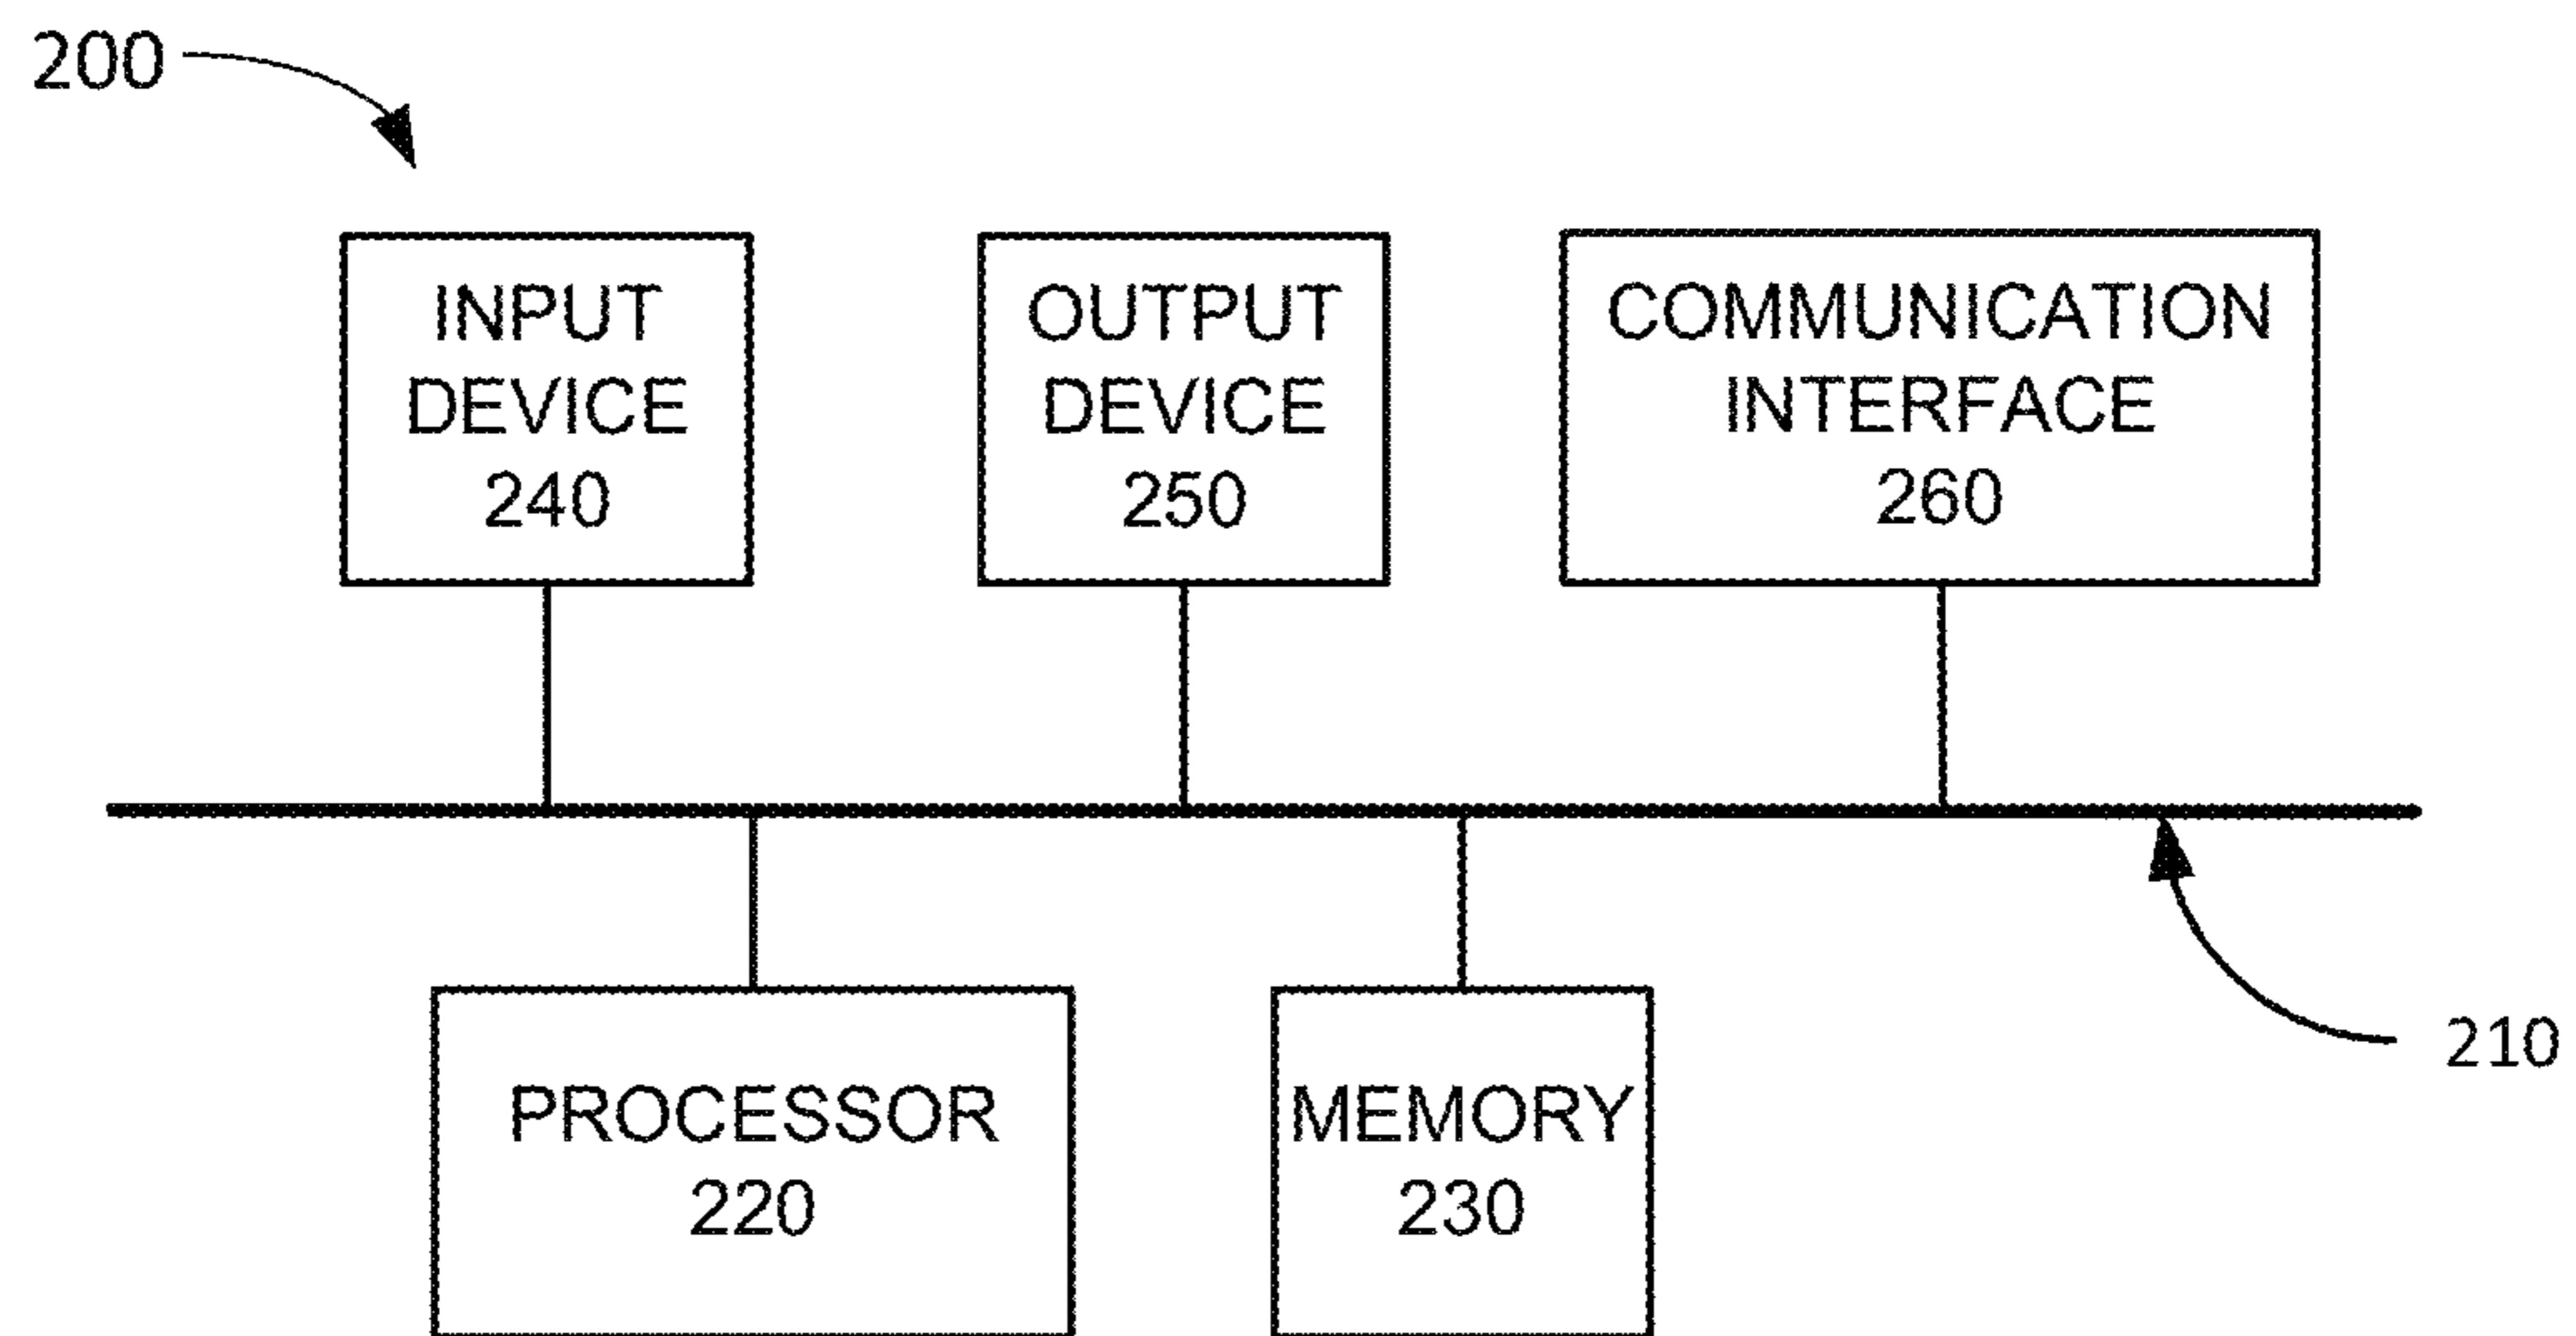 200
INPUT
DEVICE
240
OUTPUT
DEVICE
250
COMMUNICATION
INTERFACE
260
PROCESSOR
220
MEMORY
230
210